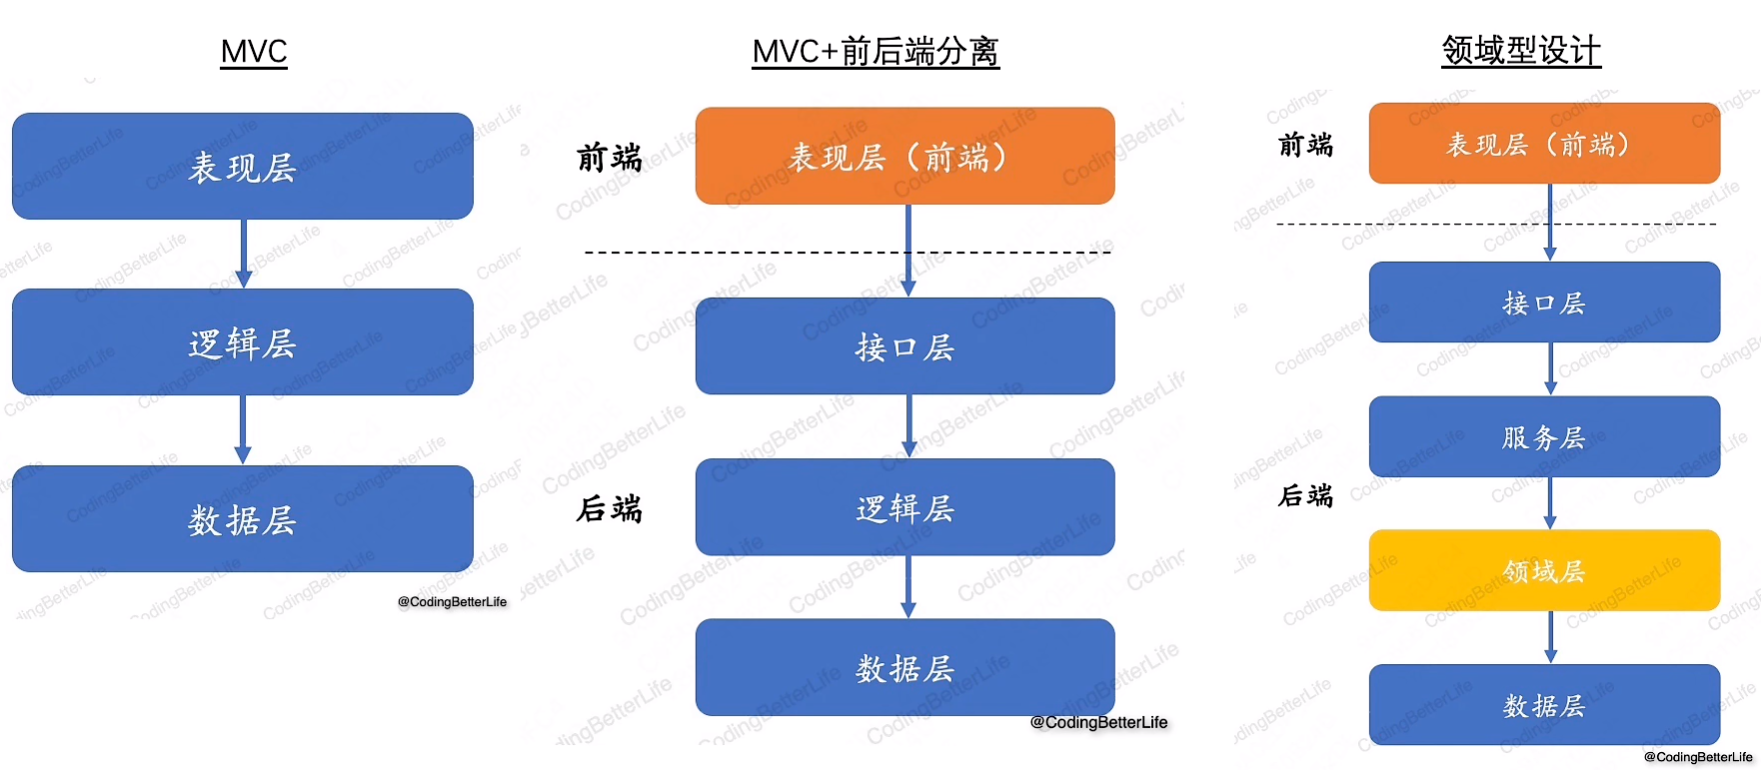 MVC
表现层
逻辑层
数据层
@CodingBetterLife
MVC+前后端分离
前端
表现层（前端）
接口层
后端
逻辑层
数据层
@CodingBetterLife
领域型设计
前端
表现层（前端）
接口层
服务层
后端
领域层
数据层
@CodingBetterLife
CodingBetterLife